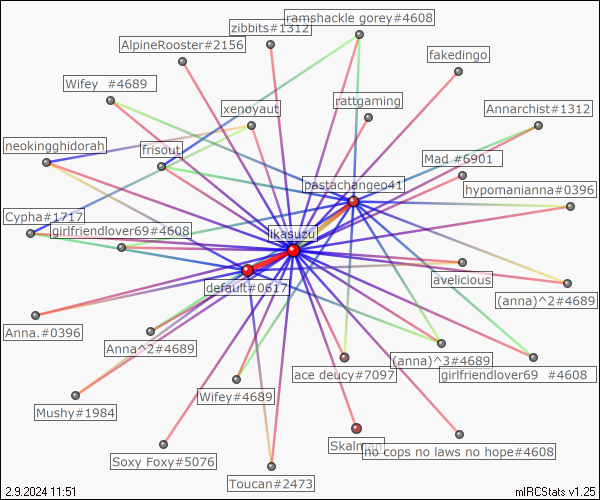 ramshackle gorey#4608
zibbits#1312
AlpineRooster#2156
fakedingo
Wifey  #4689
xenoyaut
rattgaming
Annarchist#1312
neokingghidorah
frisout
Mad #6901
pastachangeo41
hypomanianna#0396
Cypha#1717
girlfriendlover69#4608
ikasuzu
avelicious
default#0617
(anna)^2#4689
Anna.#0396
Anna^2#4689
(anna)^3#4689
ace deucy#7097
girlfriendlover69  #4608
Wifey#4689
Mushy#1984
Skalman
no cops no laws no hope#4608
Soxy Foxy#5076
Toucan#2473
2.9.2024 11:51
mIRCStats v1.25